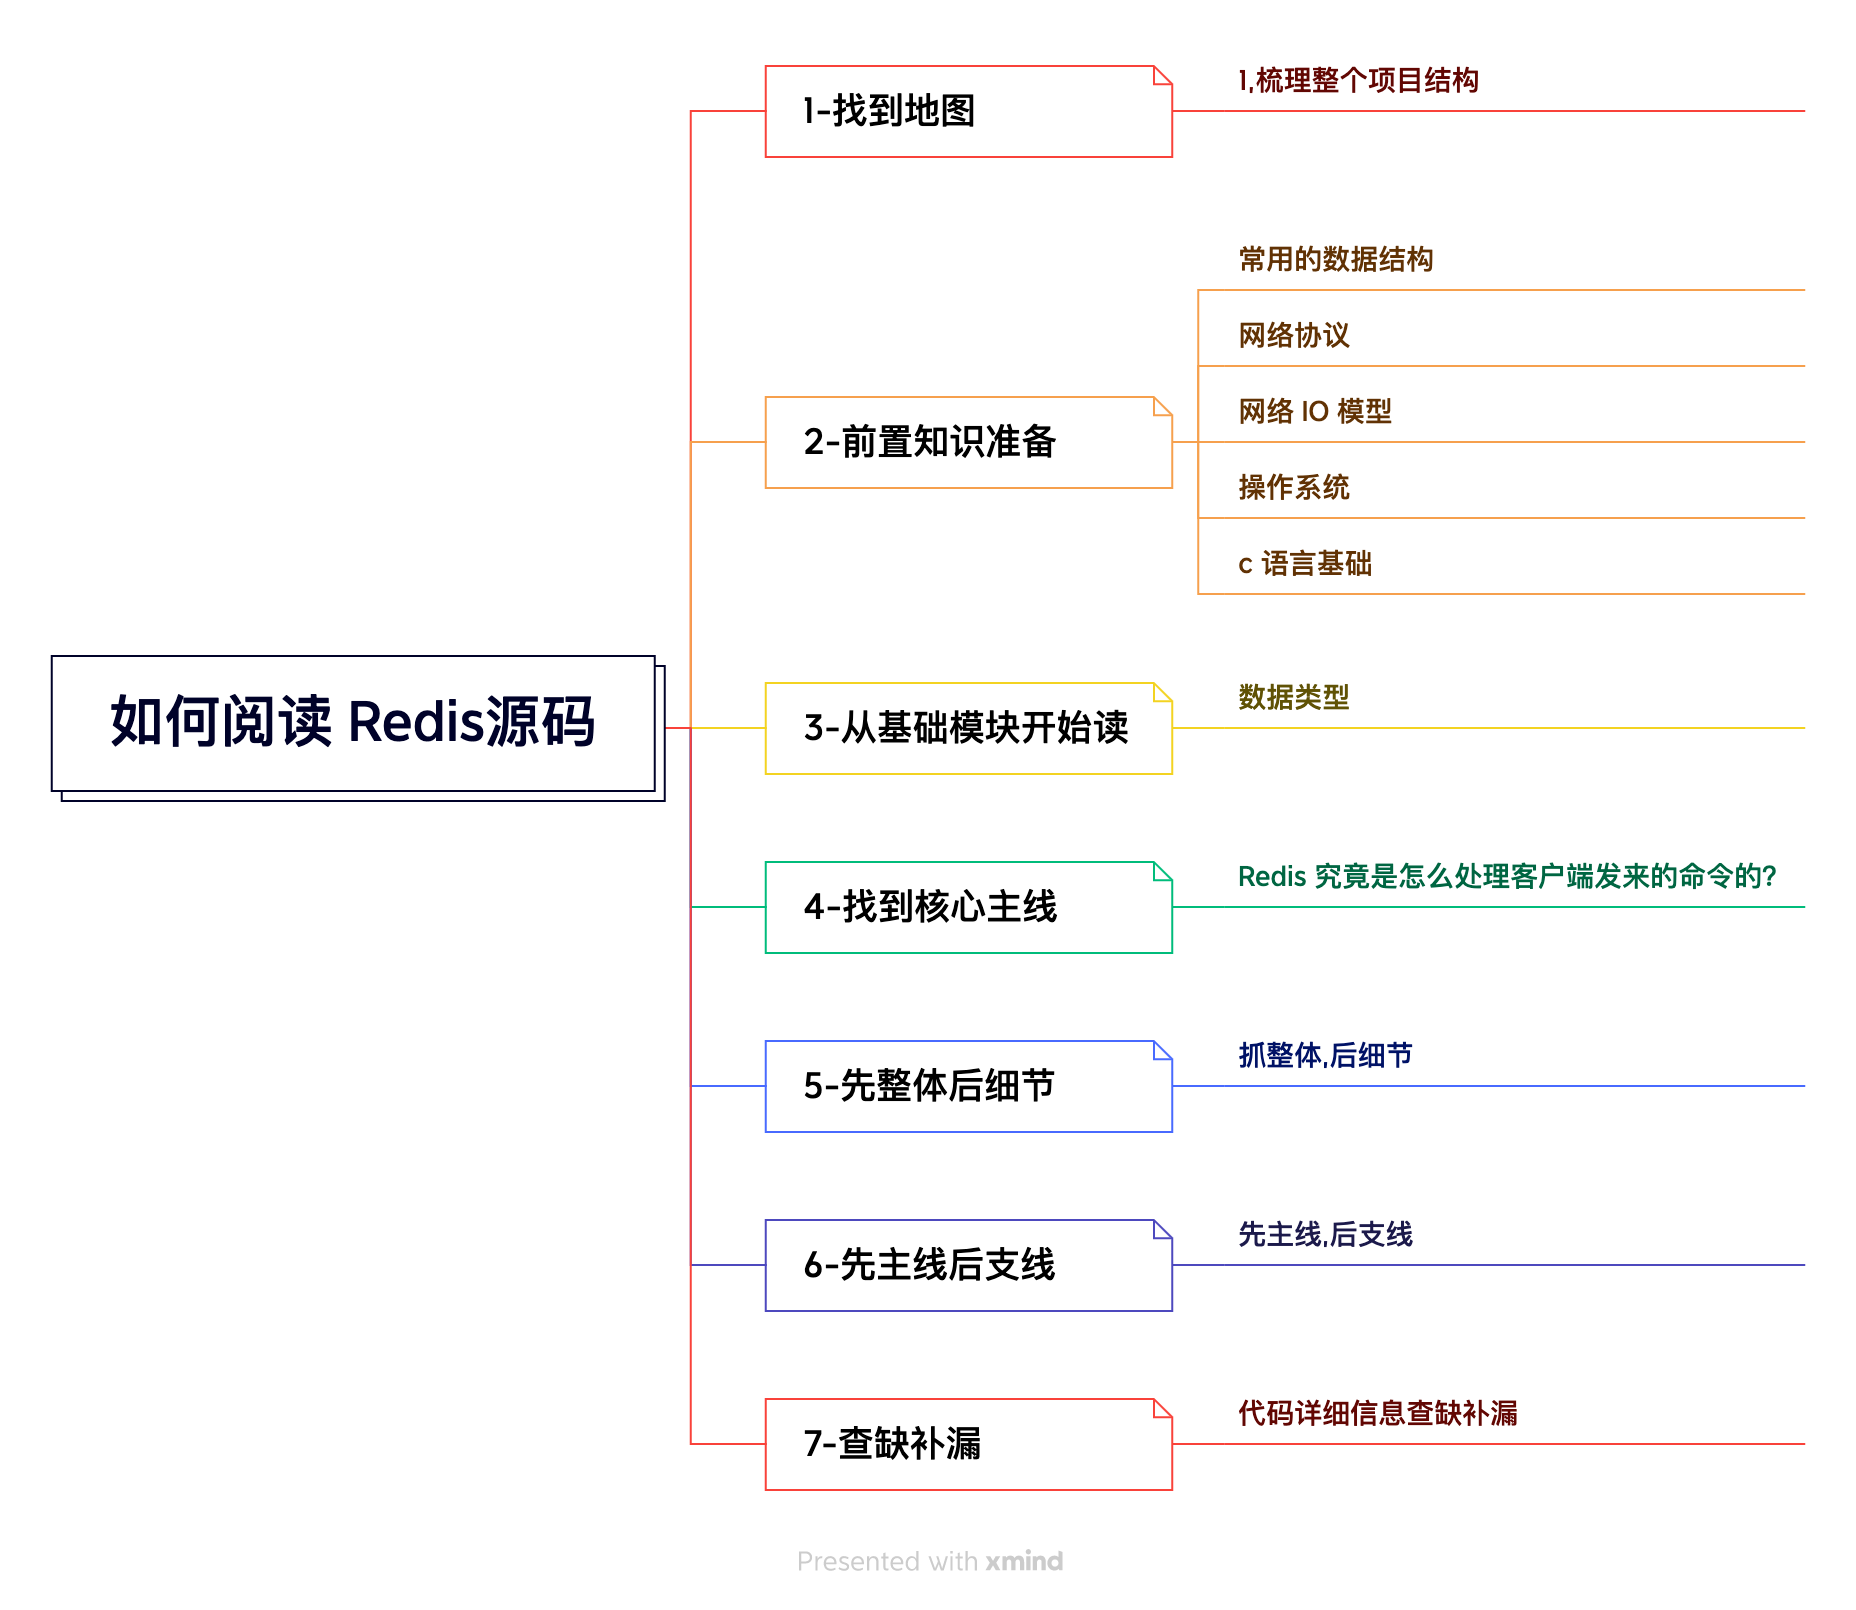 如何阅读 Redis源码
1-找到地图
1,梳理整个项目结构
2-前置知识准备
常用的数据结构
网络协议
网络 IO 模型
操作系统
c 语言基础
3-从基础模块开始读
数据类型
4-找到核心主线
Redis 究竟是怎么处理客户端发来的命令的?
5-先整体后细节
抓整体,后细节
6-先主线后支线
先主线,后支线
7-查缺补漏
代码详细信息查缺补漏
Presented with xmind